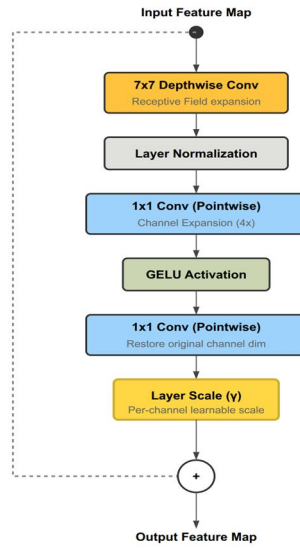 Input Feature Map
7x7 Depthwise Conv
Receptive Field expansion
Layer Normalization
1x1 Conv (Pointwise)
Channel Expansion (4x)
GELU Activation
1x1 Conv (Pointwise)
Restore original channel dim
Layer Scale (γ)
Per-channel learnable scale
+
Output Feature Map